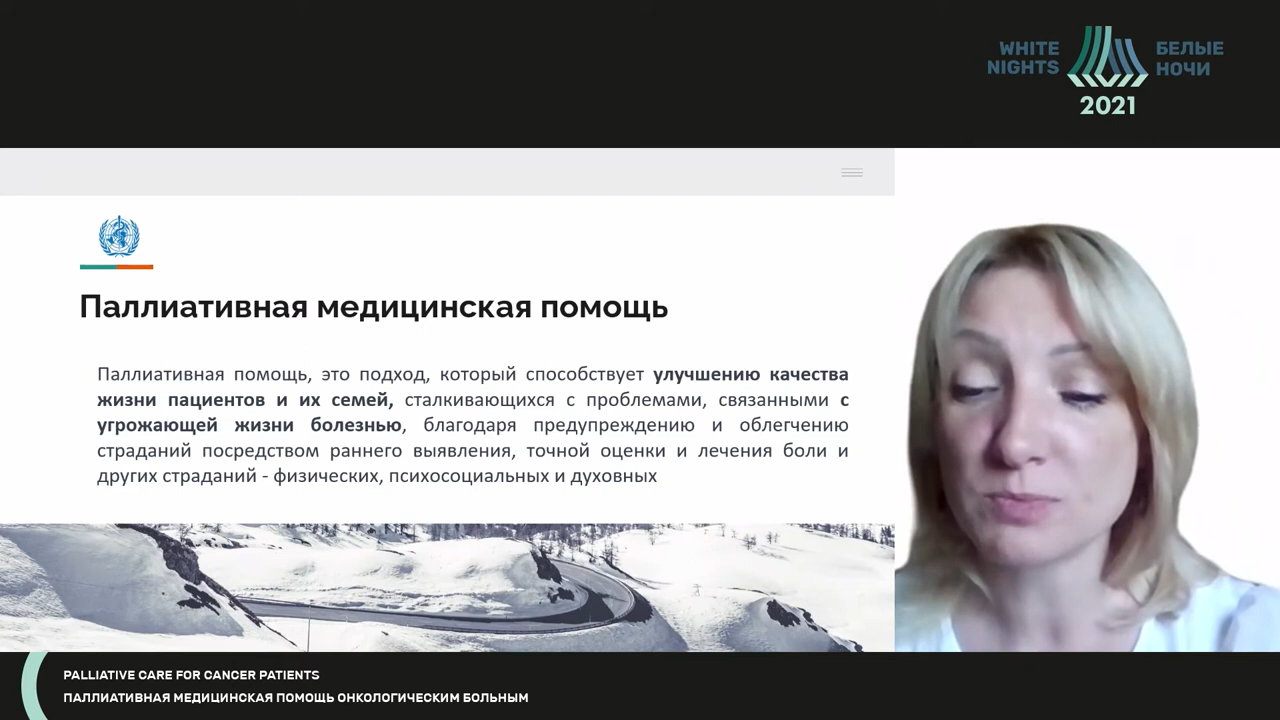 WHITE
NIGHTS
БЕЛЫЕ
НОЧИ
2021
Паллиативная медицинская помощь
Паллиативная помощь, это подход, который способствует улучшению качества
жизни пациентов и их семей, сталкивающихся с проблемами, связанными с
угрожающей жизни болезнью, благодаря предупреждению и облегчению
страданий посредством раннего выявления, точной оценки и лечения боли и
других страданий - физических, психосоциальных и духовных
PALLIATIVE CARE FOR CANCER PATIENTS
ПАЛЛИАТИВНАЯ МЕДИЦИНСКАЯ ПОМОЩЬ ОНКОЛОГИЧЕСКИМ БОЛЬНЫМ